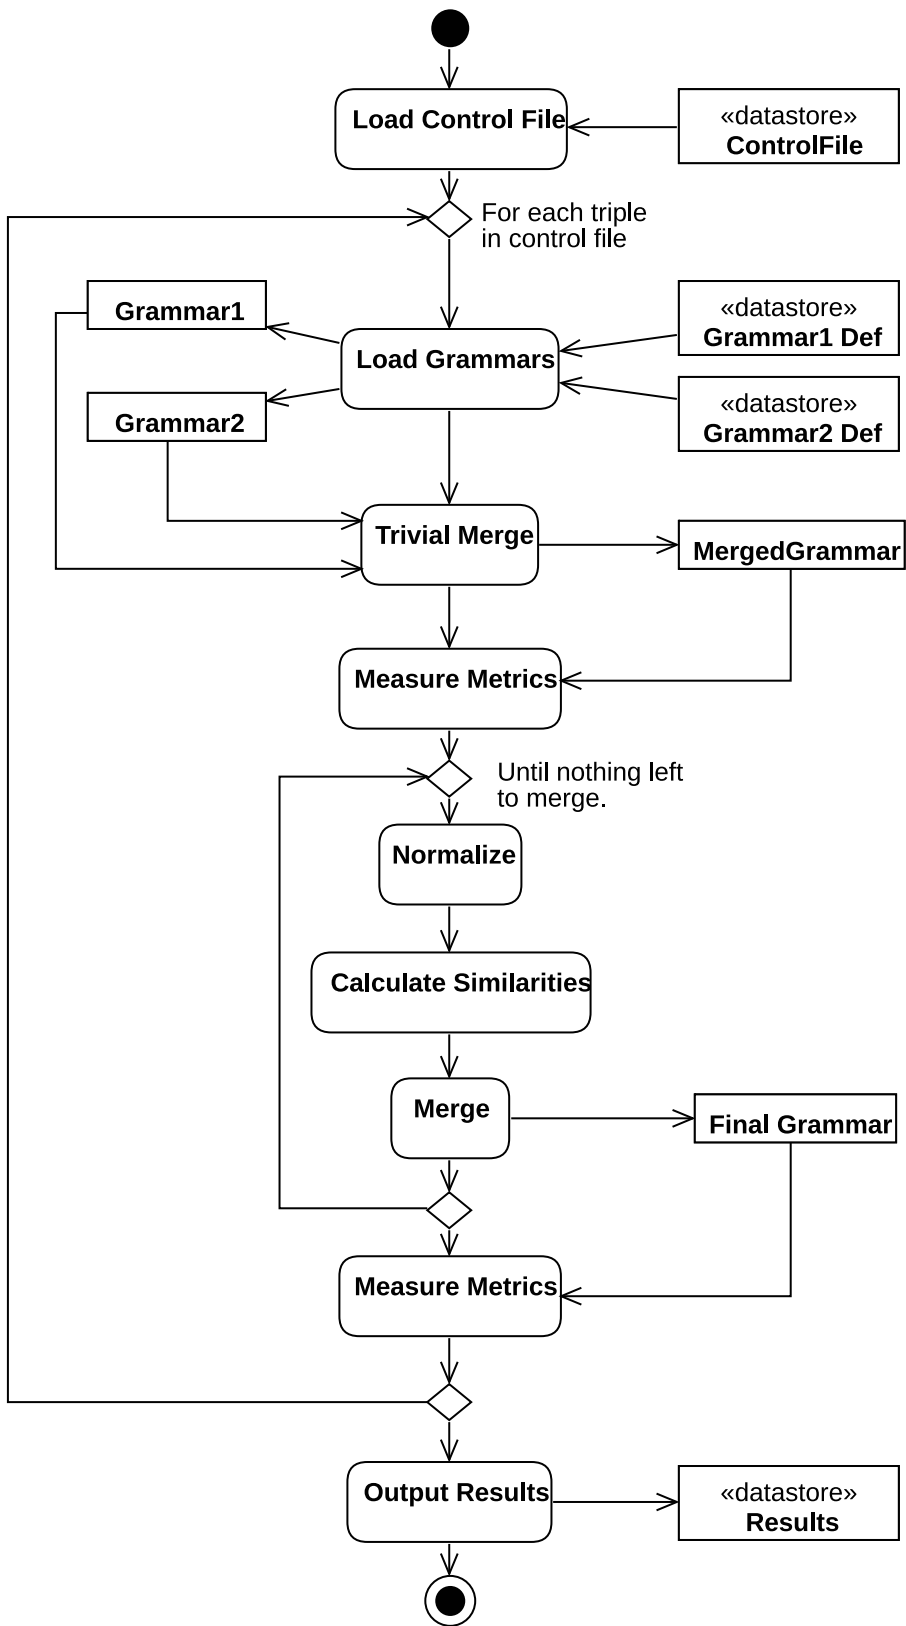 Load Control File
«datastore»
ControlFile
For each triple
in control file
Grammar1
«datastore»
Grammar1 Def
Load Grammars
Grammar2
«datastore»
Grammar2 Def
Trivial Merge
MergedGrammar
Measure Metrics
Until nothing left
to merge.
Normalize
Calculate Similarities
Merge
Final Grammar
Measure Metrics
Output Results
«datastore»
Results